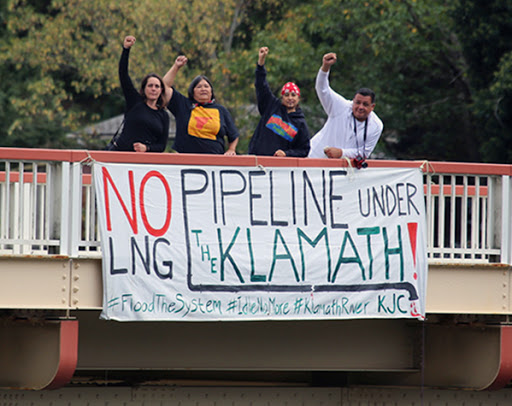 NO PIPELINE UNDER
LNG THE KLAMATH!
#FloodTheSystem #IdleNoMore #KlamathRiver KJC